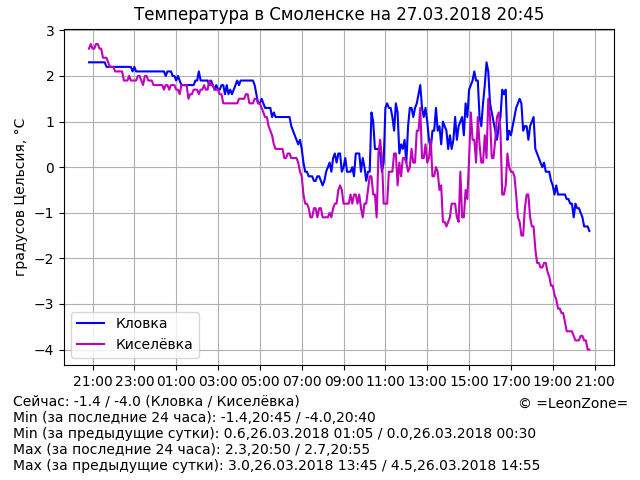 Температура в Смоленске на 27.03.2018 20:45
градусов Цельсия, °C
3
2
1
0
−1
−2
−3
−4
Кловка
Киселёвка
21:00 23:00 01:00 03:00 05:00 07:00 09:00 11:00 13:00 15:00 17:00 19:00 21:00
Сейчас: -1.4 / -4.0 (Кловка / Киселёвка)
© =LeonZone=
Min (за последние 24 часа): -1.4,20:45 / -4.0,20:40
Min (за предыдущие сутки): 0.6,26.03.2018 01:05 / 0.0,26.03.2018 00:30
Max (за последние 24 часа): 2.3,20:50 / 2.7,20:55
Max (за предыдущие сутки): 3.0,26.03.2018 13:45 / 4.5,26.03.2018 14:55